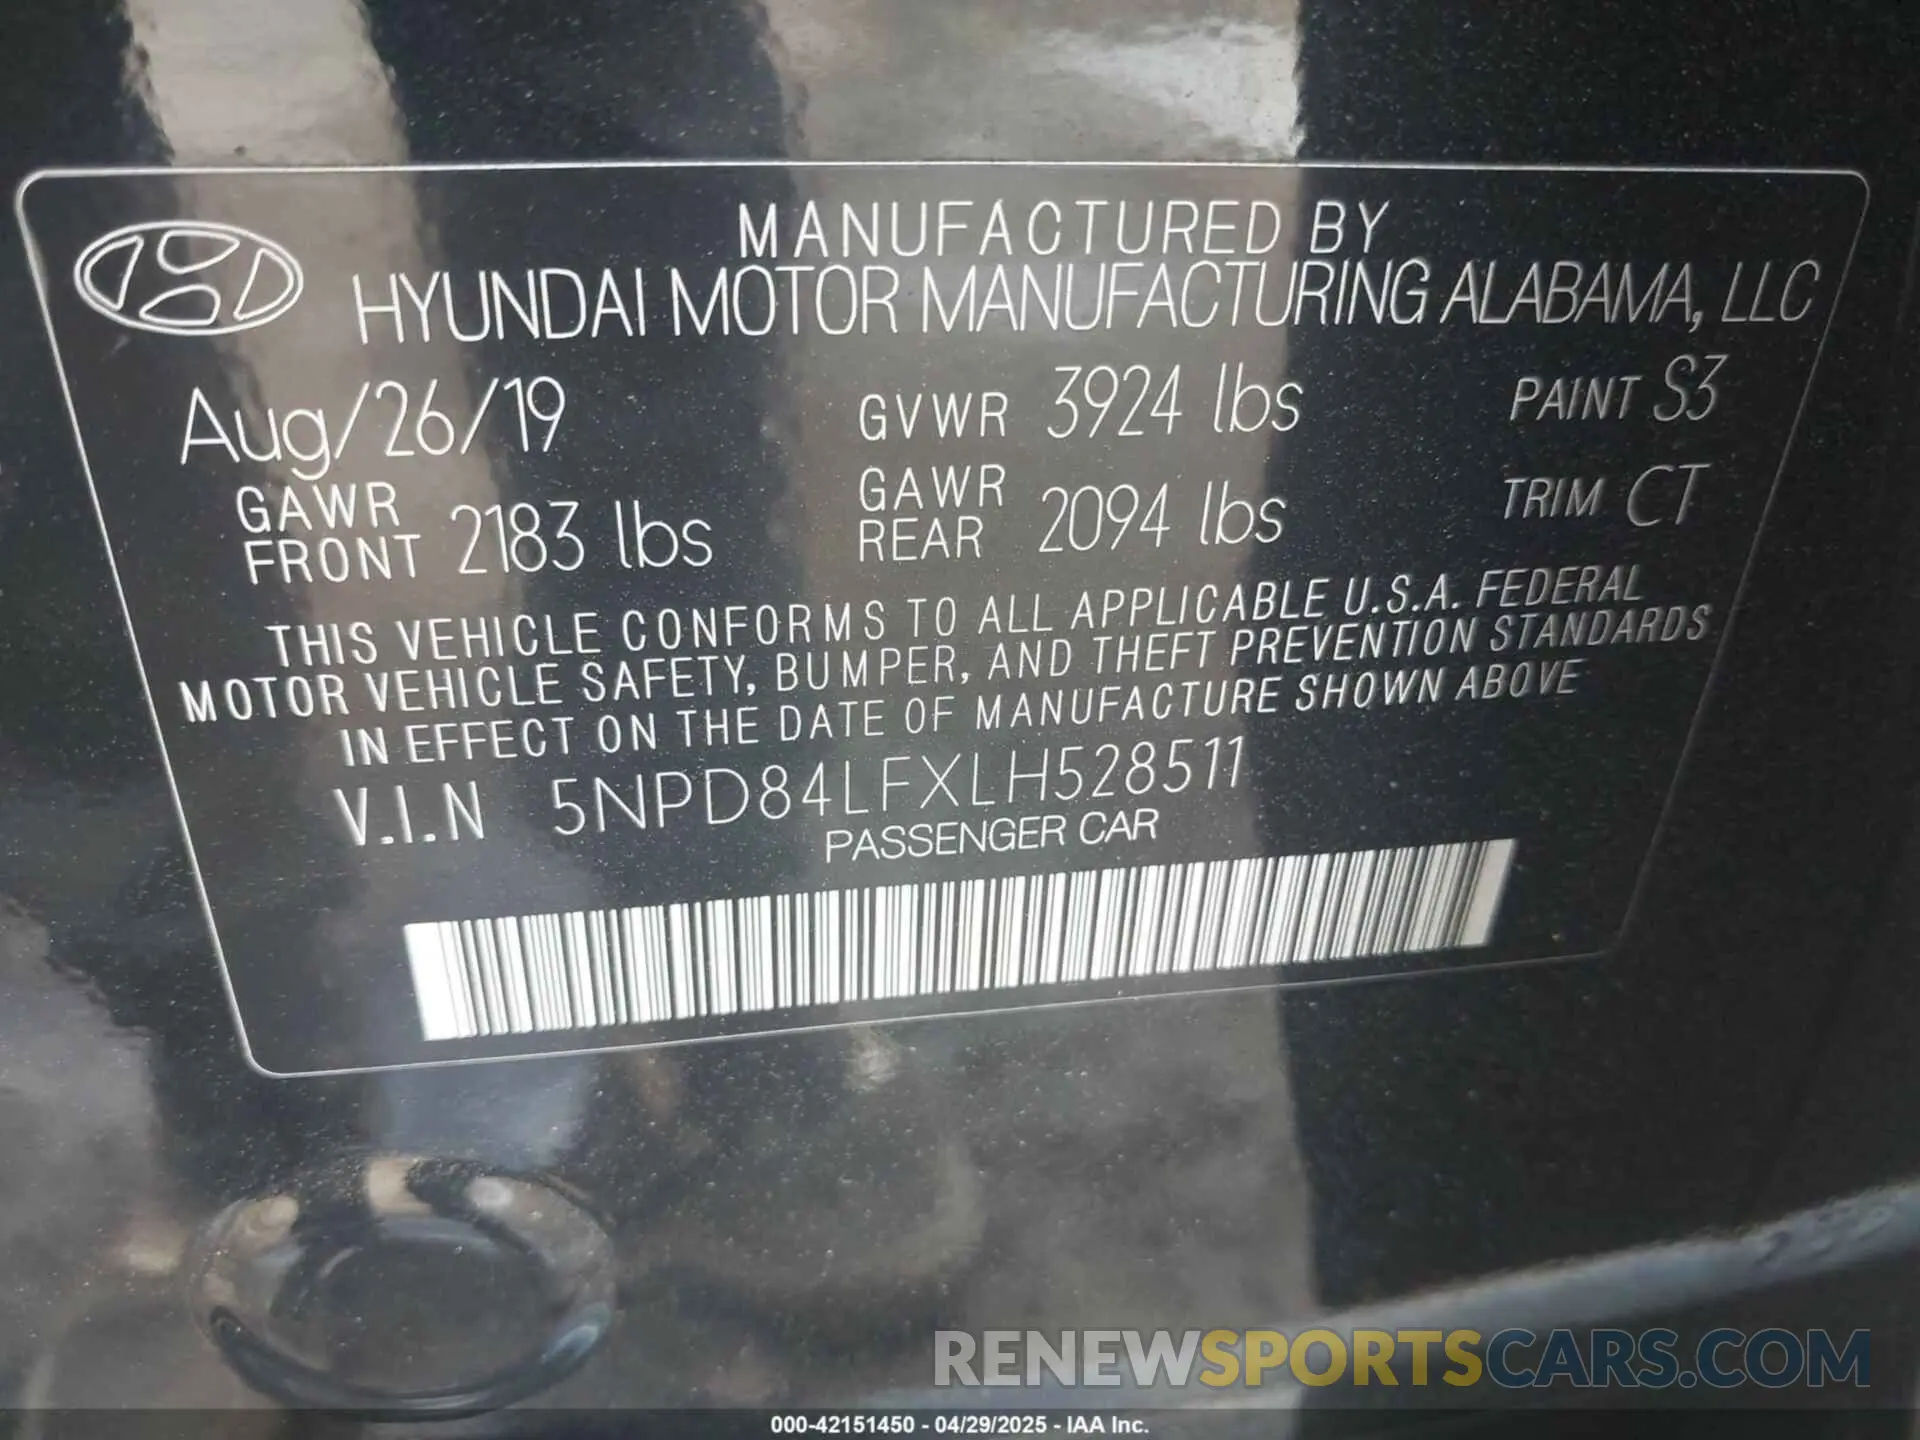 MANUFACTURED BY
HYUNDAI MOTOR MANUFACTURING ALABAMA, LLC
Aug/26/19 GVWR 3924 lbs PAINT S3
GAWR FRONT 2183 lbs GAWR REAR 2094 lbs TRIM CT
THIS VEHICLE CONFORMS TO ALL APPLICABLE U.S.A. FEDERAL
MOTOR VEHICLE SAFETY, BUMPER, AND THEFT PREVENTION STANDARDS
IN EFFECT ON THE DATE OF MANUFACTURE SHOWN ABOVE
V.I.N 5NPD84LFXLH528511
PASSENGER CAR
RENEWSPORTSCARS.COM
000-42151450 - 04/29/2025 - IAA Inc.